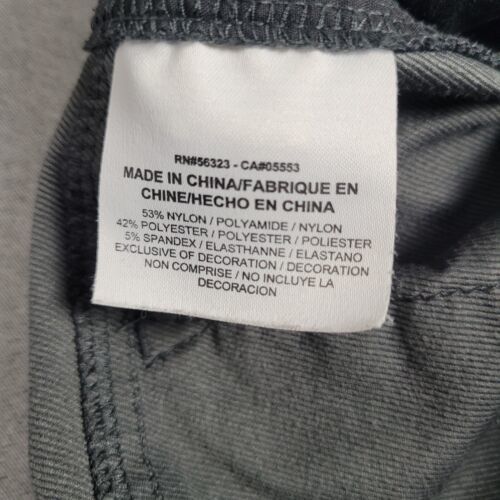 RN#56323 - CA#05553
MADE IN CHINA/FABRIQUE EN
CHINE/HECHO EN CHINA
53% NYLON / POLYAMIDE / NYLON
42% POLYESTER / POLYESTER / POLIESTER
5% SPANDEX / ELASTHANNE / ELASTANO
EXCLUSIVE OF DECORATION / DECORATION
NON COMPRISE / NO INCLUYE LA
DECORACION